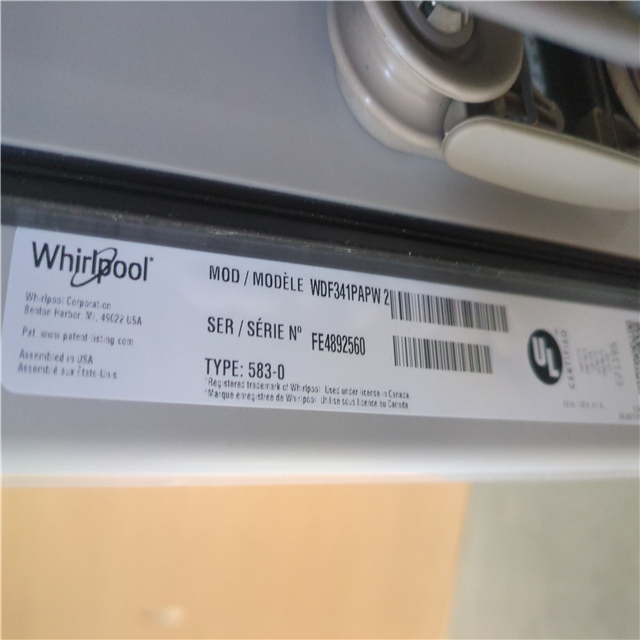 Whirlpool
Whirlpool Corporation
Benton Harbor, MI, 49022 USA
Pat. www.patent-listing.com
Assembled in USA
Assemblé aux États-Unis
MOD / MODÈLE WDF341PAPW 2
SER / SÉRIE Nº FE4892560
TYPE: 583-0
*Registered trademark of Whirlpool. Used under license in Canada.
*Marque enregistrée de Whirlpool. Utilisé sous licence au Canada.
UL
CERTIFIED